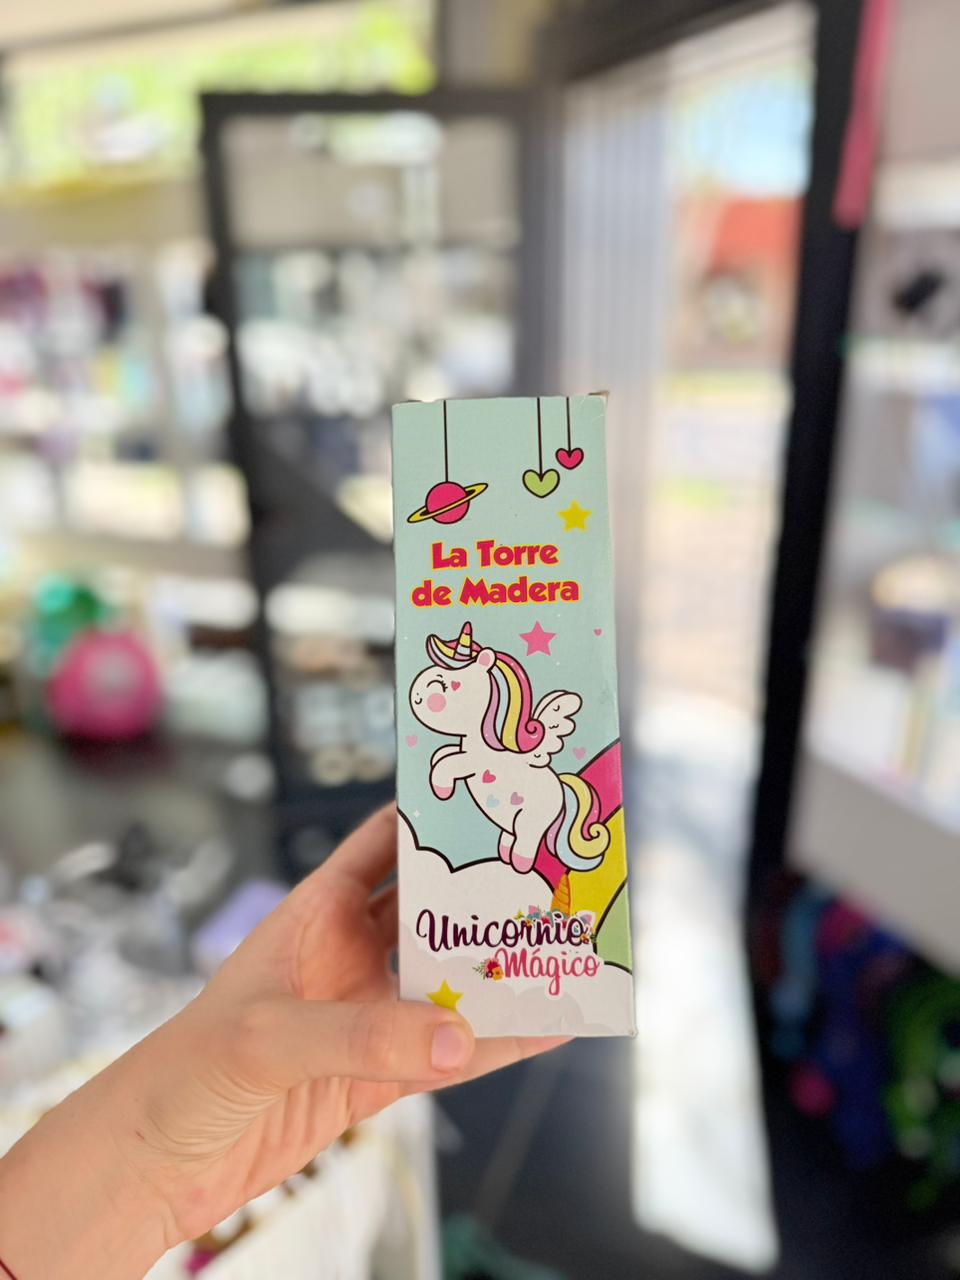 La Torre
de Madera
Unicornio
Mágico